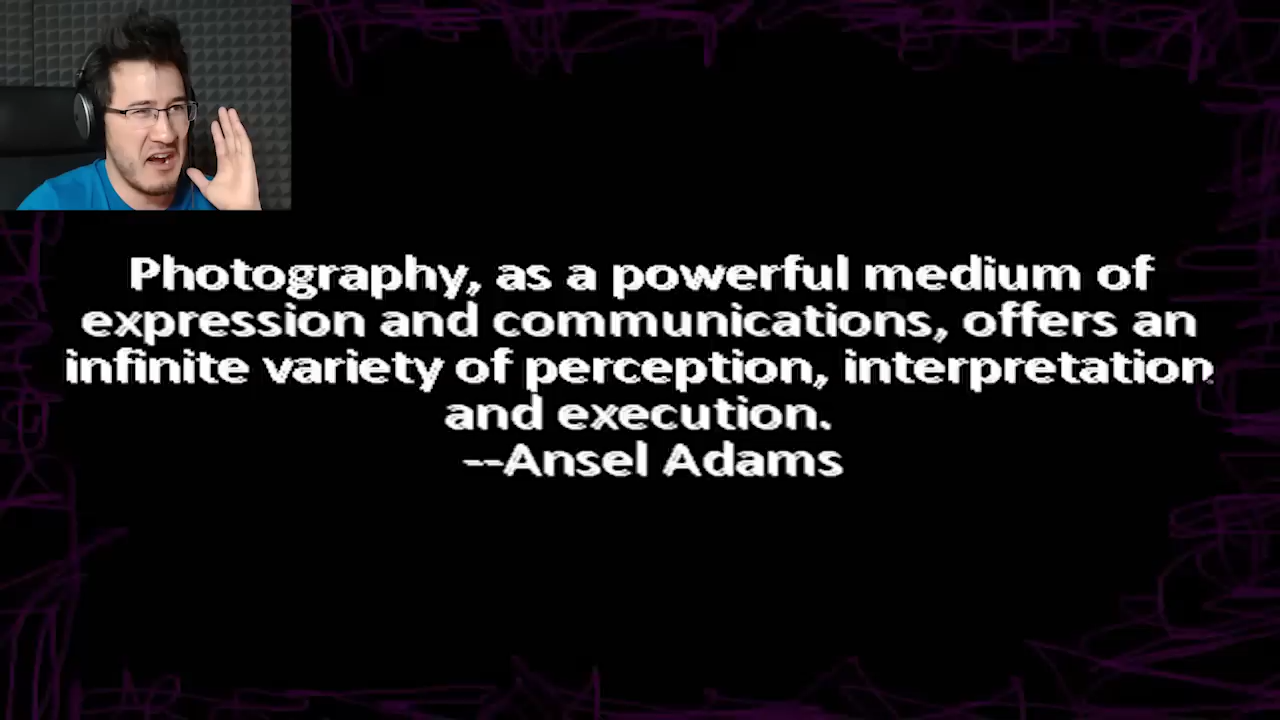 Photography, as a powerful medium of
expression and communications, offers an
infinite variety of perception, interpretation
and execution.
--Ansel Adams